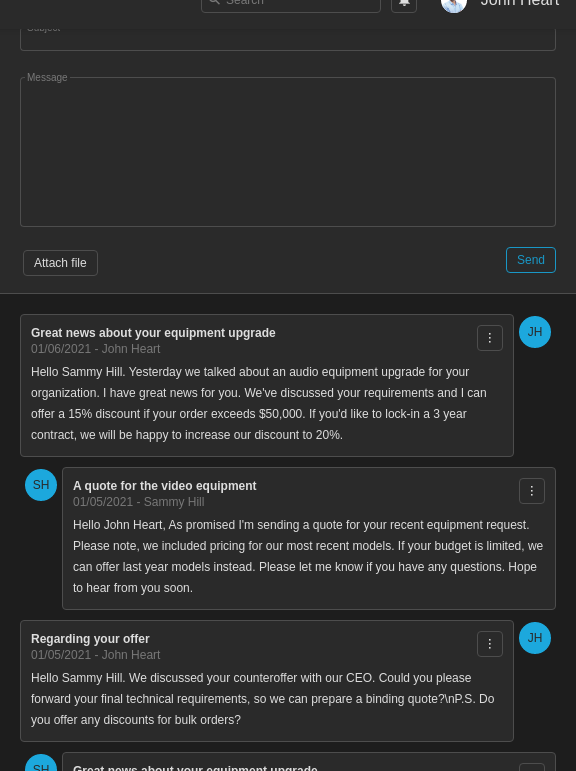 Search
John Heart
Subject
Message
Attach file
Send
Great news about your equipment upgrade
01/06/2021 - John Heart
JH
Hello Sammy Hill. Yesterday we talked about an audio equipment upgrade for your
organization. I have great news for you. We've discussed your requirements and I can
offer a 15% discount if your order exceeds $50,000. If you'd like to lock-in a 3 year
contract, we will be happy to increase our discount to 20%.
SH
A quote for the video equipment
01/05/2021 - Sammy Hill
Hello John Heart, As promised I'm sending a quote for your recent equipment request.
Please note, we included pricing for our most recent models. If your budget is limited, we
can offer last year models instead. Please let me know if you have any questions. Hope
to hear from you soon.
Regarding your offer
01/05/2021 - John Heart
JH
Hello Sammy Hill. We discussed your counteroffer with our CEO. Could you please
forward your final technical requirements, so we can prepare a binding quote?\nP.S. Do
you offer any discounts for bulk orders?
SH
Great news about your equipment upgrade